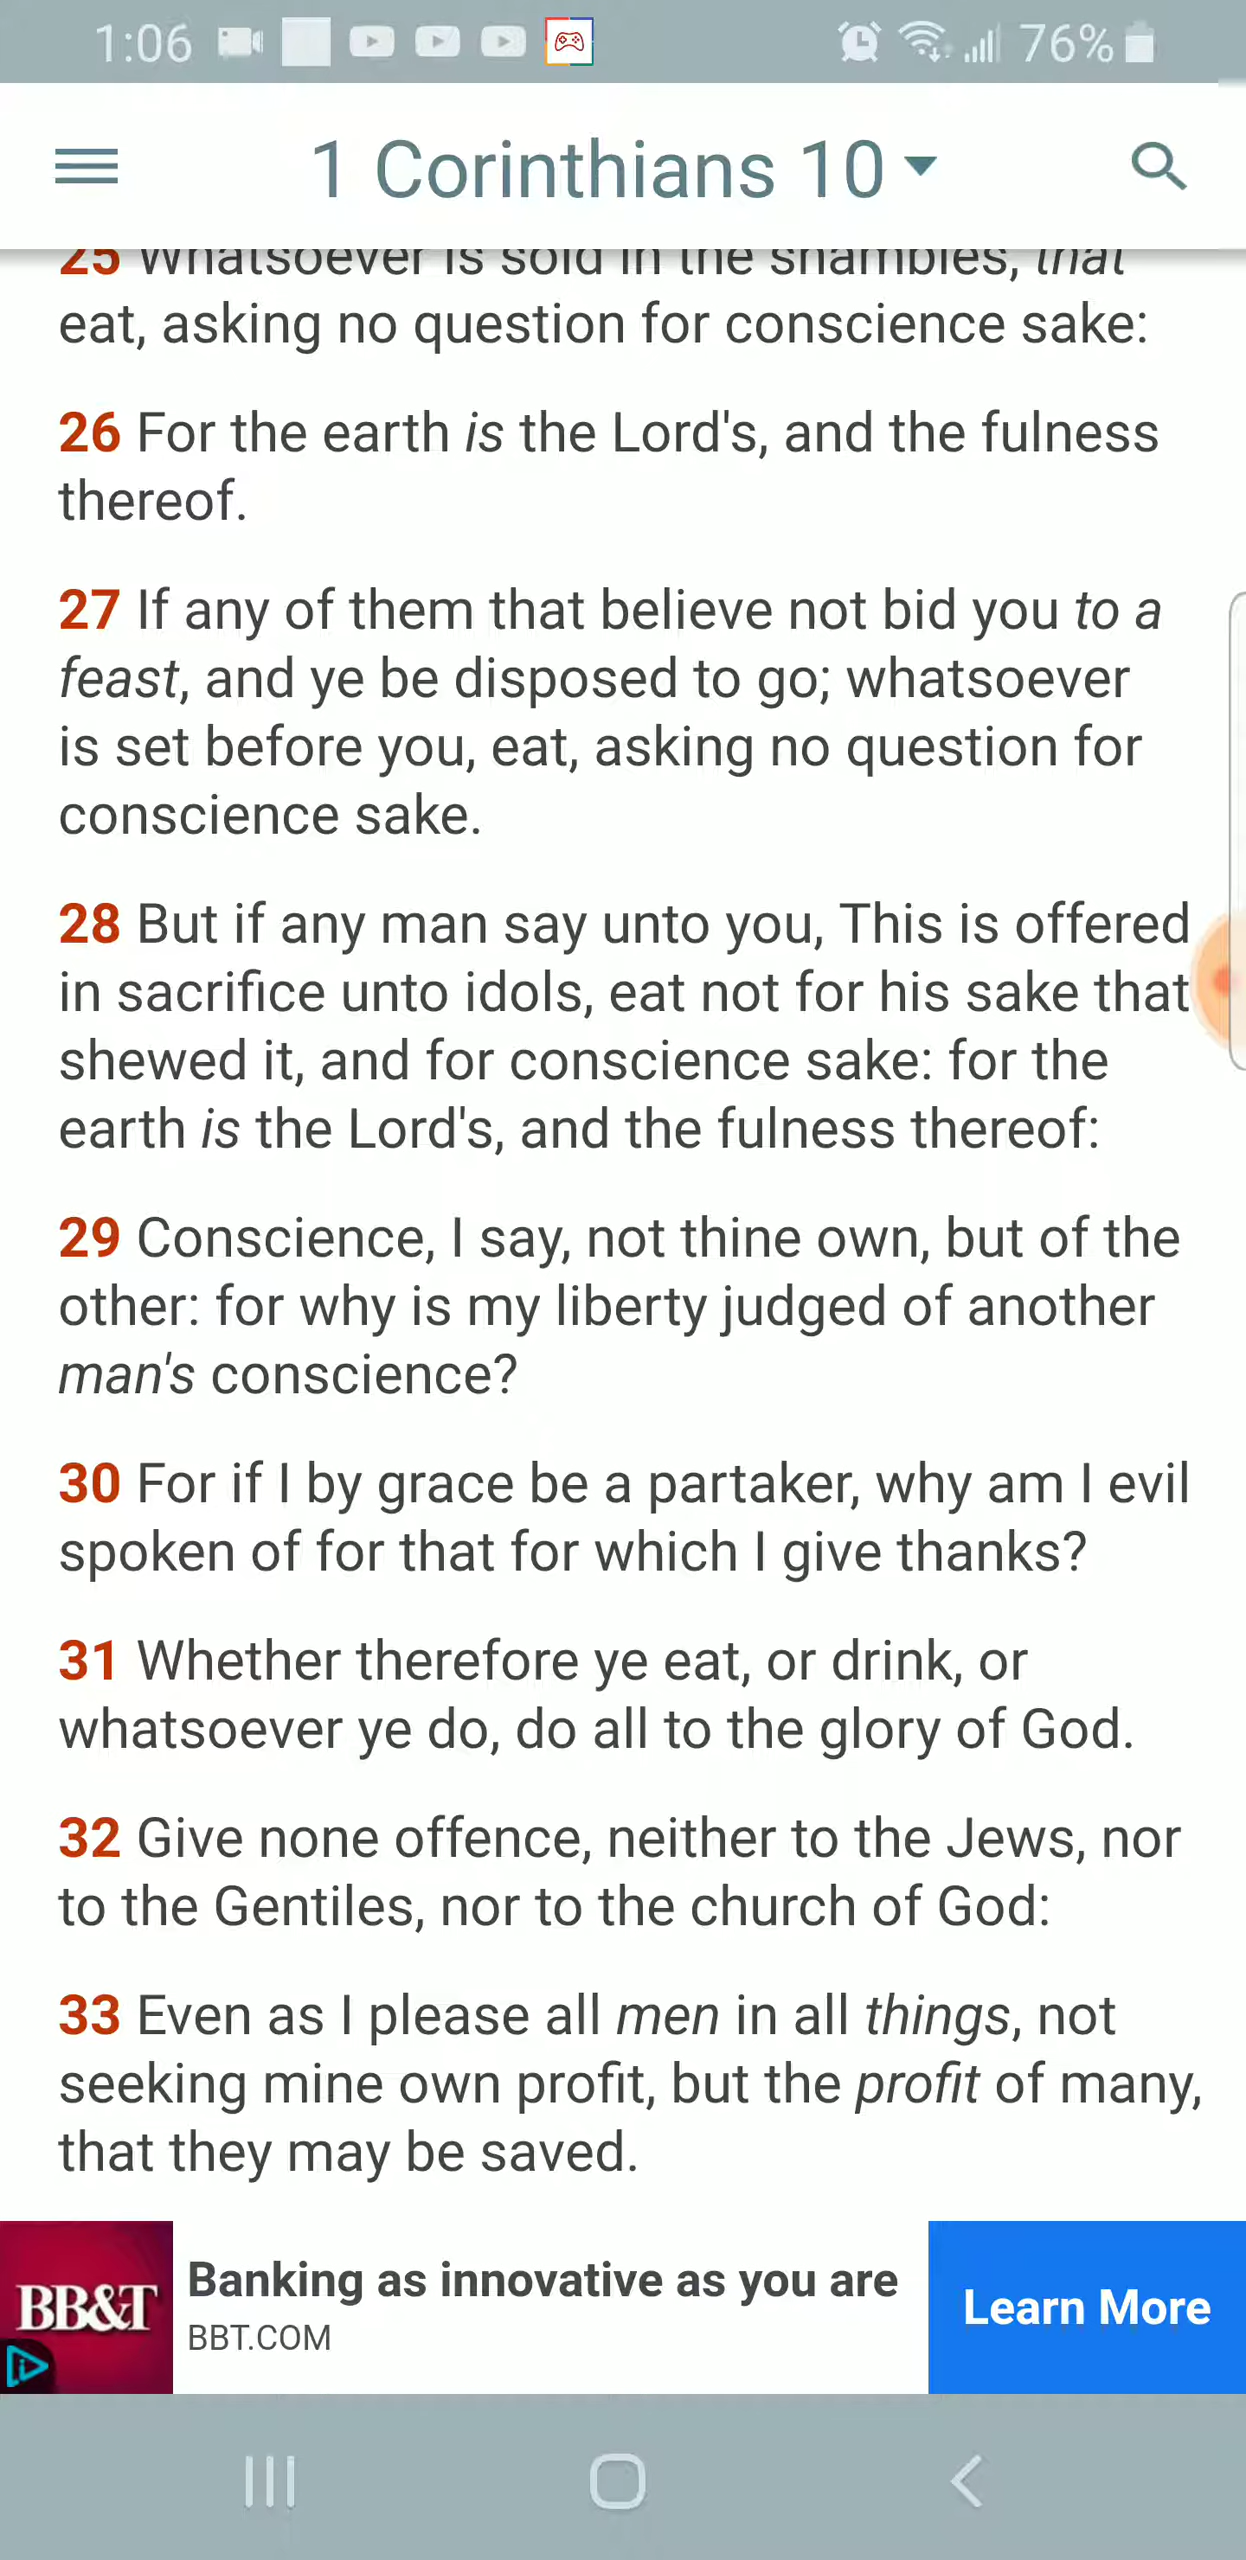 1:06
76%
1 Corinthians 10
25 Whatsoever is sold in the shambles, that
eat, asking no question for conscience sake:
26 For the earth is the Lord's, and the fulness
thereof.
27 If any of them that believe not bid you to a
feast, and ye be disposed to go; whatsoever
is set before you, eat, asking no question for
conscience sake.
28 But if any man say unto you, This is offered
in sacrifice unto idols, eat not for his sake that
shewed it, and for conscience sake: for the
earth is the Lord's, and the fulness thereof:
29 Conscience, I say, not thine own, but of the
other: for why is my liberty judged of another
man's conscience?
30 For if I by grace be a partaker, why am I evil
spoken of for that for which I give thanks?
31 Whether therefore ye eat, or drink, or
whatsoever ye do, do all to the glory of God.
32 Give none offence, neither to the Jews, nor
to the Gentiles, nor to the church of God:
33 Even as I please all men in all things, not
seeking mine own profit, but the profit of many,
that they may be saved.
BB&T
Banking as innovative as you are
BBT.COM
Learn More